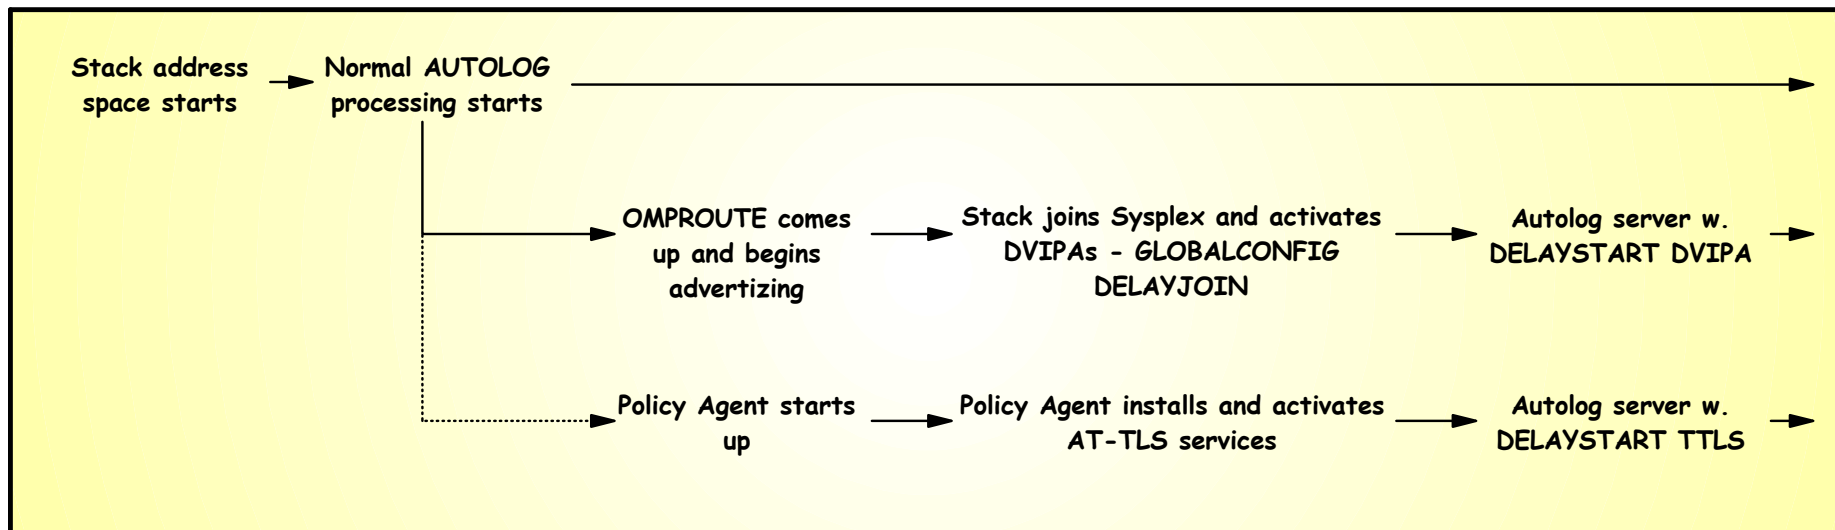 Stack address
space starts
Normal AUTOLOG
processing starts
OMPROUTE comes
up and begins
advertizing
Stack joins Sysplex and activates
DVIPAs - GLOBALCONFIG
DELAYJOIN
Autolog server w.
DELAYSTART DVIPA
Policy Agent starts
up
Policy Agent installs and activates
AT-TLS services
Autolog server w.
DELAYSTART TTLS